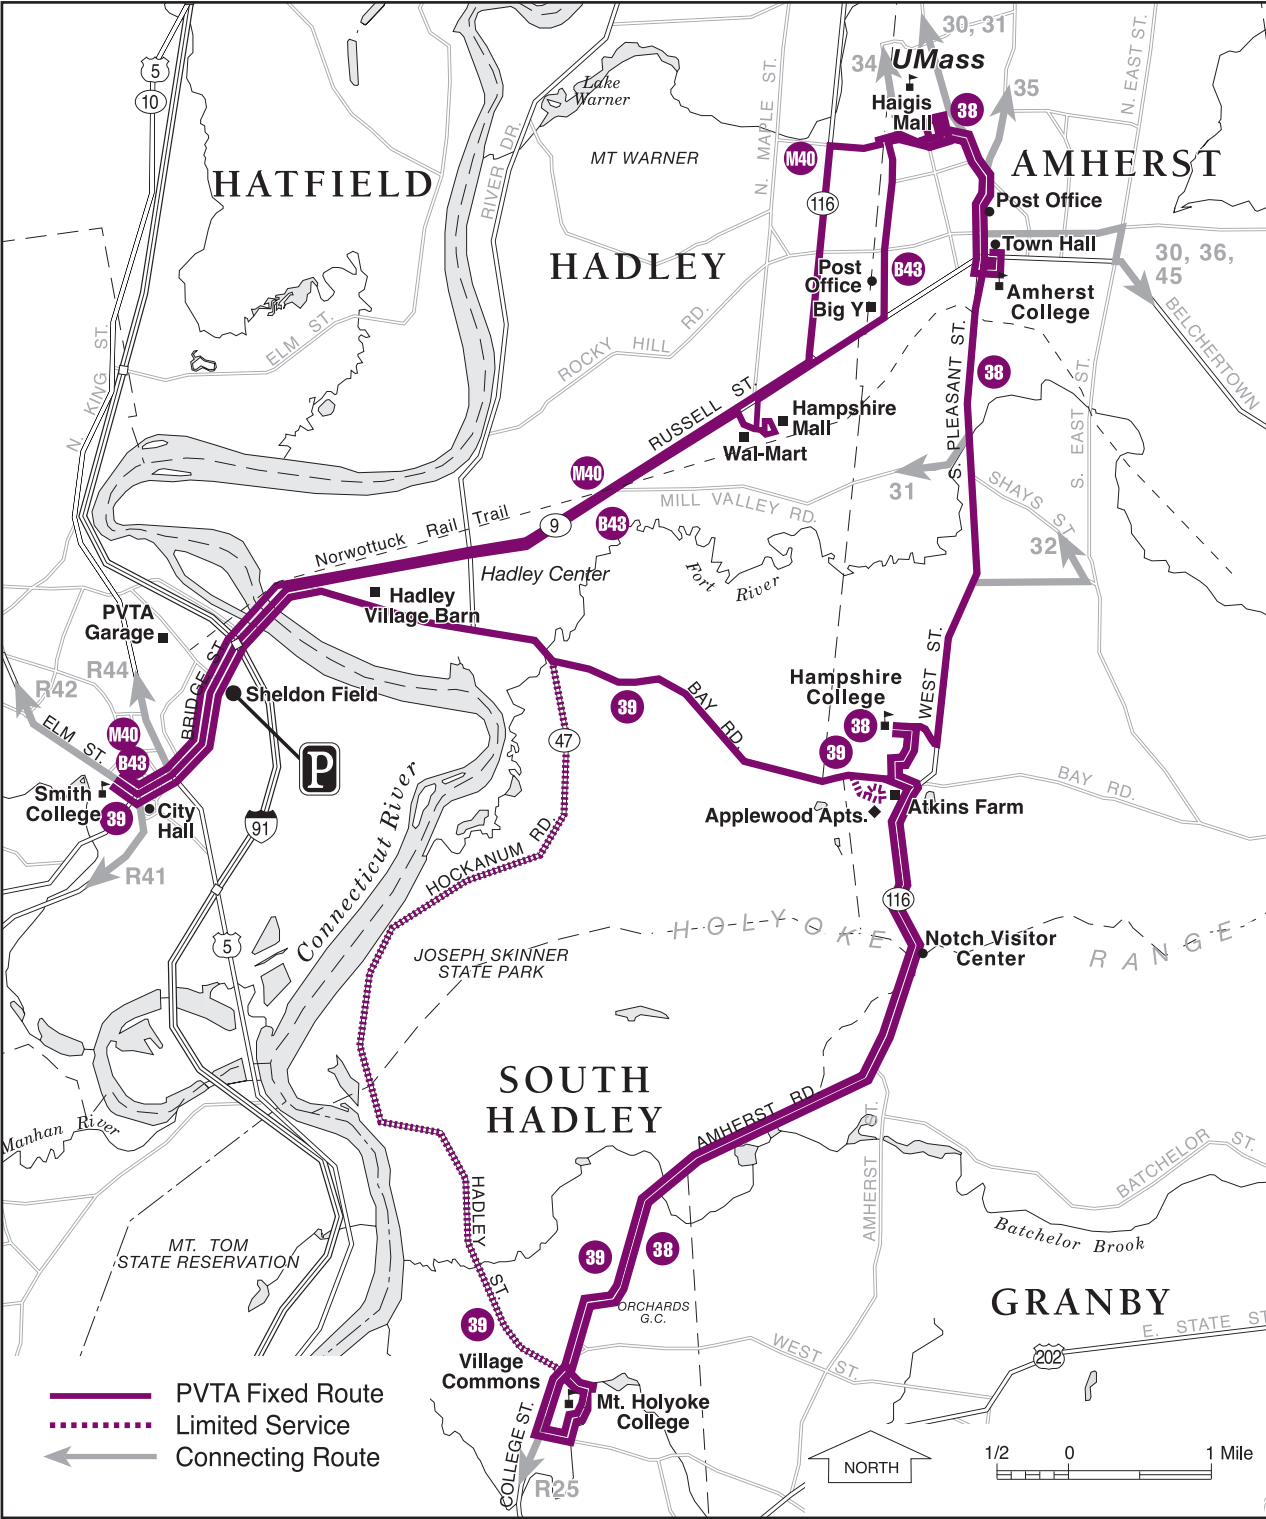 30, 31
5
10
34
UMass
35
N. EAST ST.
Lake
Warner
N. MAPLE ST.
Haigis
Mall
38
RIVER DR.
MT WARNER
M40
AMHERST
HATFIELD
116
Post Office
HADLEY
Town Hall
30, 36,
45
Post
Office
B43
Big Y
Amherst
College
ELM ST.
ROCKY HILL RD.
BELCHERTOWN
N. KING ST.
S. PLEASANT ST.
38
RUSSELL ST.
Hampshire
Mall
S. EAST ST.
Wal-Mart
M40
31
MILL VALLEY RD.
SHAYS ST.
Norwottuck Rail Trail
9
B43
32
Hadley Center
Fort River
Hadley
Village Barn
PVTA
Garage
BRIDGE ST.
WEST ST.
R44
R42
Sheldon Field
Hampshire
College
39
BAY RD.
38
ELM ST.
M40
B43
47
39
P
BAY RD.
Smith
College
39
City
Hall
91
Applewood Apts.
Atkins Farm
Connecticut River
HOCKANUM RD.
R41
116
5
HOLYOKE RANGE
Notch Visitor
Center
JOSEPH SKINNER
STATE PARK
SOUTH
HADLEY
AMHERST RD.
Manhan River
AMHERST ST.
BATCHELOR ST.
HADLEY ST.
Batchelor Brook
MT. TOM
STATE RESERVATION
39
38
GRANBY
ORCHARDS
G.C.
39
E. STATE ST
WEST ST.
202
Village
Commons
PVTA Fixed Route
Mt. Holyoke
College
Limited Service
COLLEGE ST.
Connecting Route
R25
NORTH
1/2 0 1 Mile